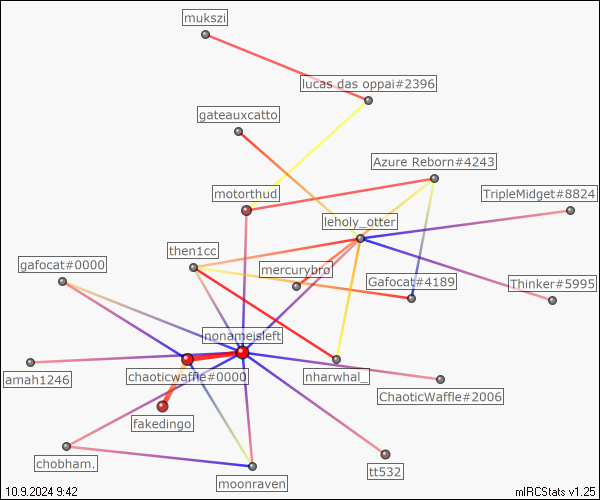 mukszi
lucas das oppai#2396
gateauxcatto
Azure Reborn#4243
motorthud
TripleMidget#8824
leholy_otter
then1cc
gafocat#0000
mercurybro
Gafocat#4189
Thinker#5995
nonameisleft
amah1246
chaoticwaffle#0000
nharwhal_
ChaoticWaffle#2006
fakedingo
chobham.
tt532
moonraven
10.9.2024 9:42
mIRCStats v1.25